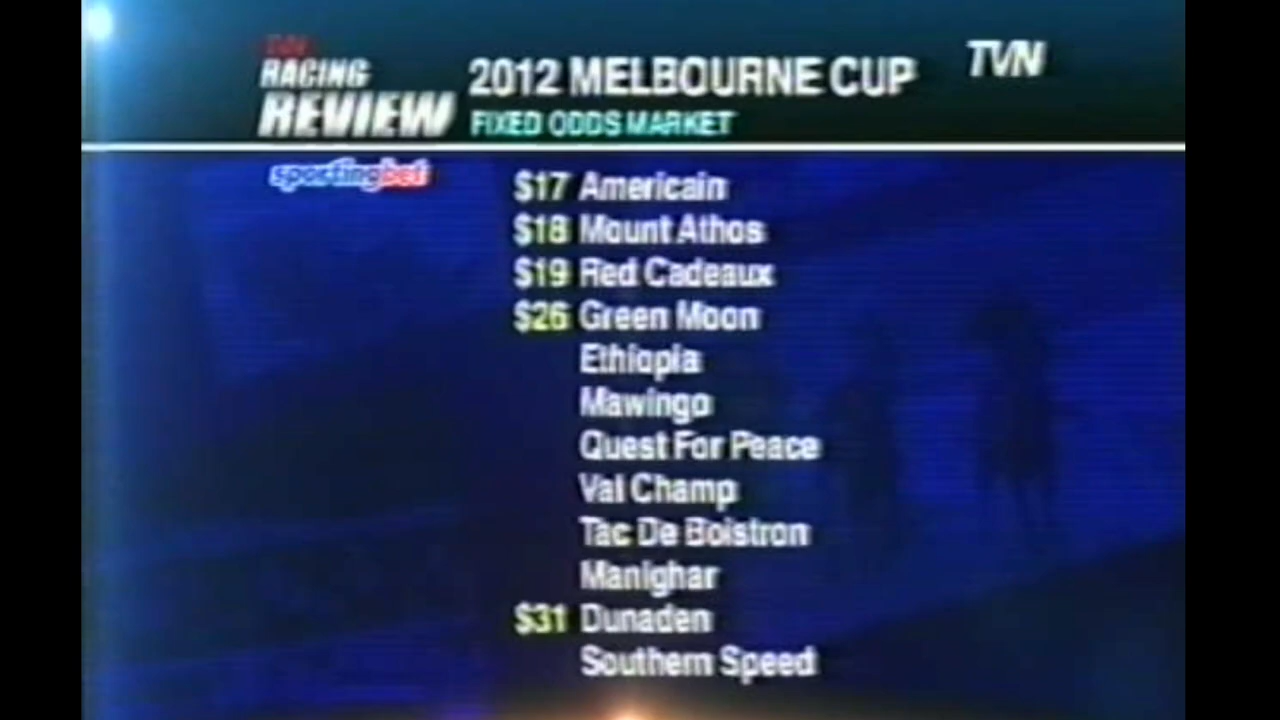 TVN
RACING
REVIEW
2012 MELBOURNE CUP
FIXED ODDS MARKET
TVN
sportingbet
$17 Americain
$18 Mount Athos
$19 Red Cadeaux
$26 Green Moon
Ethiopia
Mawingo
Quest For Peace
Val Champ
Tac De Boistron
Manighar
$31 Dunaden
Southern Speed